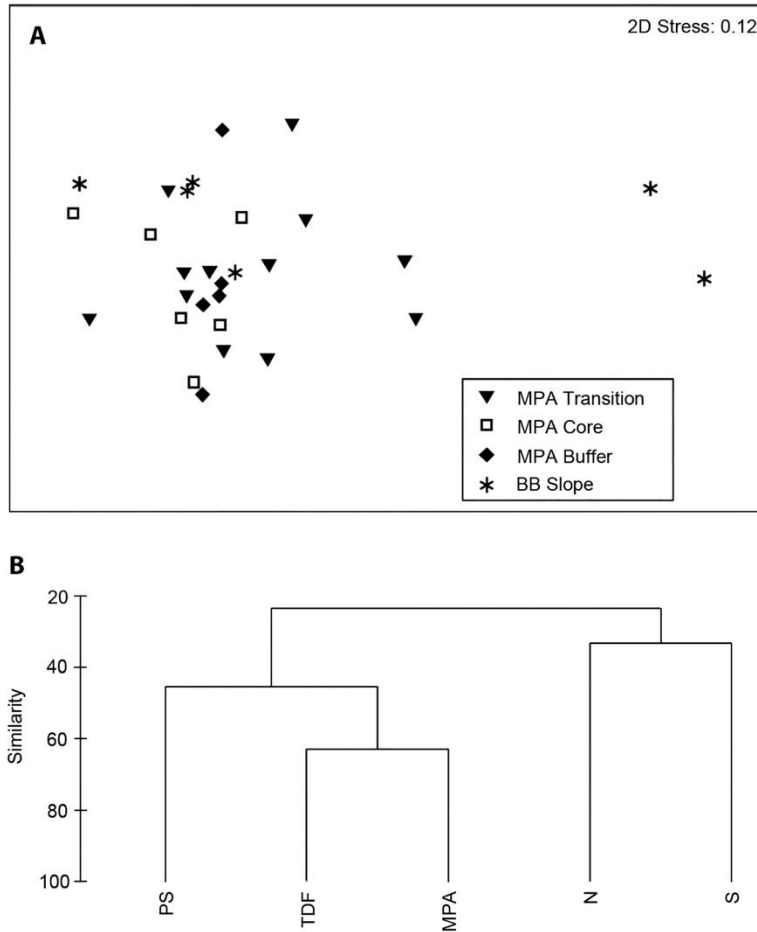 A
2D Stress: 0.12
MPA Transition
MPA Core
MPA Buffer
BB Slope
B
Similarity
20
40
60
80
100
PS
TDF
MPA
N
S